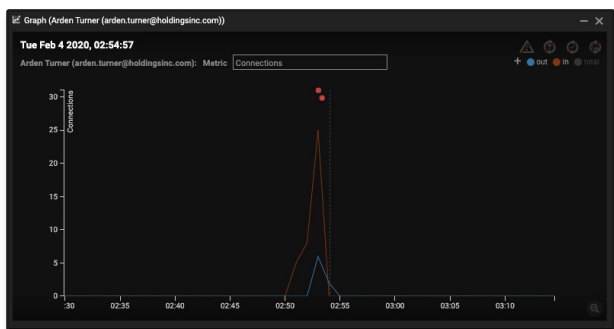 Graph (Arden Turner (arden.turner@holdingsinc.com))
Tue Feb 4 2020, 02:54:57
Arden Turner (arden.turner@holdingsinc.com): Metric Connections
+ out in total
Connections
30
25
20
15
10
5
0
:30 02:35 02:40 02:45 02:50 02:55 03:00 03:05 03:10